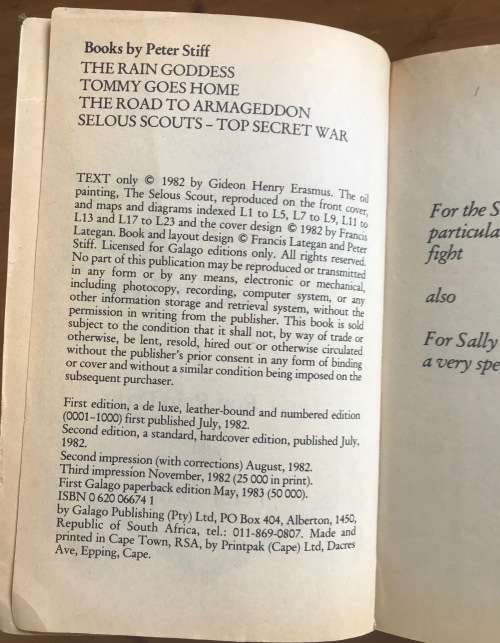 Books by Peter Stiff
THE RAIN GODDESS
TOMMY GOES HOME
THE ROAD TO ARMAGEDDON
SELOUS SCOUTS – TOP SECRET WAR
TEXT only © 1982 by Gideon Henry Erasmus. The oil
painting, The Selous Scout, reproduced on the front cover,
and maps and diagrams indexed L1 to L5, L7 to L9, L11 to
L13 and L17 to L23 and the cover design © 1982 by Francis
Lategan. Book and layout design © Francis Lategan and Peter
Stiff. Licensed for Galago editions only. All rights reserved.
No part of this publication may be reproduced or transmitted
in any form or by any means, electronic or mechanical,
including photocopy, recording, computer system, or any
other information storage and retrieval system, without the
permission in writing from the publisher. This book is sold
subject to the condition that it shall not, by way of trade or
otherwise, be lent, resold, hired out or otherwise circulated
without the publisher's prior consent in any form of binding
or cover and without a similar condition being imposed on the
subsequent purchaser.
First edition, a de luxe, leather-bound and numbered edition
(0001–1000) first published July, 1982.
Second edition, a standard, hardcover edition, published July,
1982.
Second impression (with corrections) August, 1982.
Third impression November, 1982 (25 000 in print).
First Galago paperback edition May, 1983 (50 000).
ISBN 0 620 06674 1
by Galago Publishing (Pty) Ltd, PO Box 404, Alberton, 1450,
Republic of South Africa, tel.: 011-869-0807. Made and
printed in Cape Town, RSA, by Printpak (Cape) Ltd, Dacres
Ave, Epping, Cape.
For the S
particula
fight
also
For Sally
a very spe